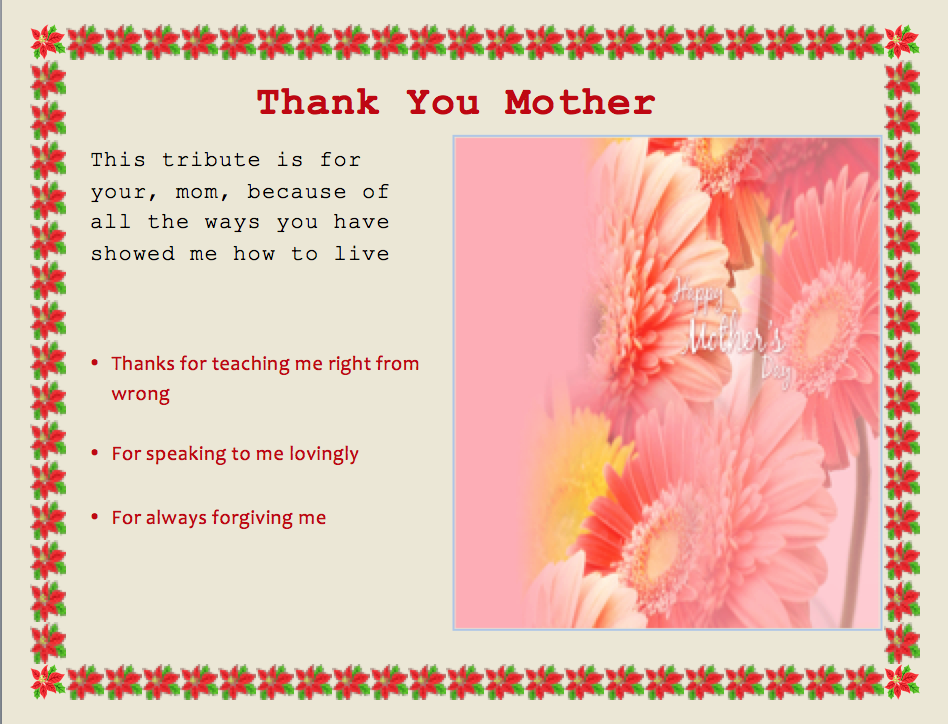 Thank You Mother
This tribute is for
your, mom, because of
all the ways you have
showed me how to live
• Thanks for teaching me right from
wrong
• For speaking to me lovingly
• For always forgiving me
Happy
Mother's
Day